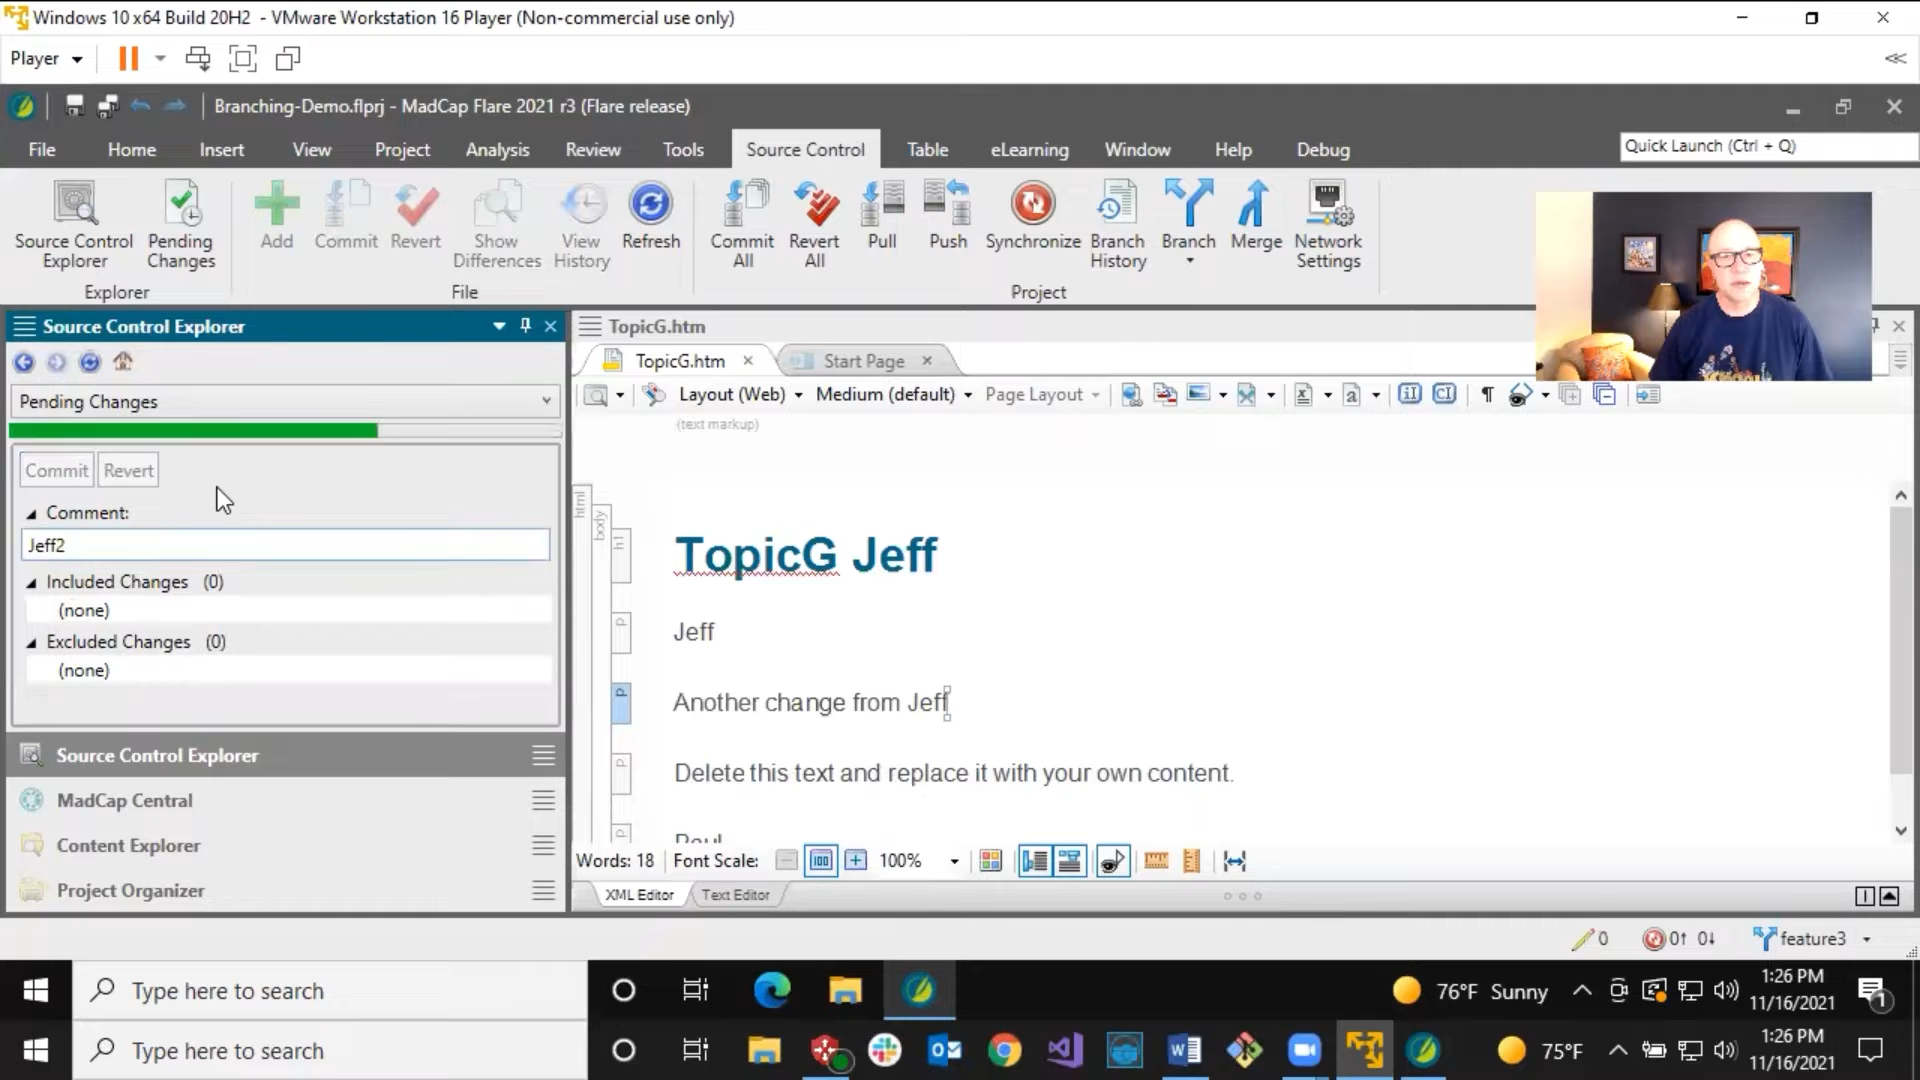 Windows 10 x64 Build 20H2 - VMware Workstation 16 Player (Non-commercial use only)
Player
Branching-Demo.flprj - MadCap Flare 2021 r3 (Flare release)
File Home Insert View Project Analysis Review Tools Source Control Table eLearning Window Help Debug
Quick Launch (Ctrl + Q)
Source Control Explorer
Pending Changes
Add
Commit
Revert
Show Differences
View History
Refresh
Commit All
Revert All
Pull
Push
Synchronize
Branch History
Branch
Merge
Network Settings
Explorer
File
Project
Source Control Explorer
Pending Changes
Commit Revert
Comment:
Jeff2
Included Changes (0)
(none)
Excluded Changes (0)
(none)
Source Control Explorer
MadCap Central
Content Explorer
Project Organizer
TopicG.htm
TopicG.htm
Start Page
Layout (Web) Medium (default) Page Layout
(text markup)
html
body
h1
p
p
p
p
TopicG Jeff
Jeff
Another change from Jeff
Delete this text and replace it with your own content.
Paul
Words: 18 Font Scale: 100 100%
XML Editor Text Editor
0 0 0 feature3
Type here to search
76°F Sunny
1:26 PM
11/16/2021
1
Type here to search
75°F
1:26 PM
11/16/2021